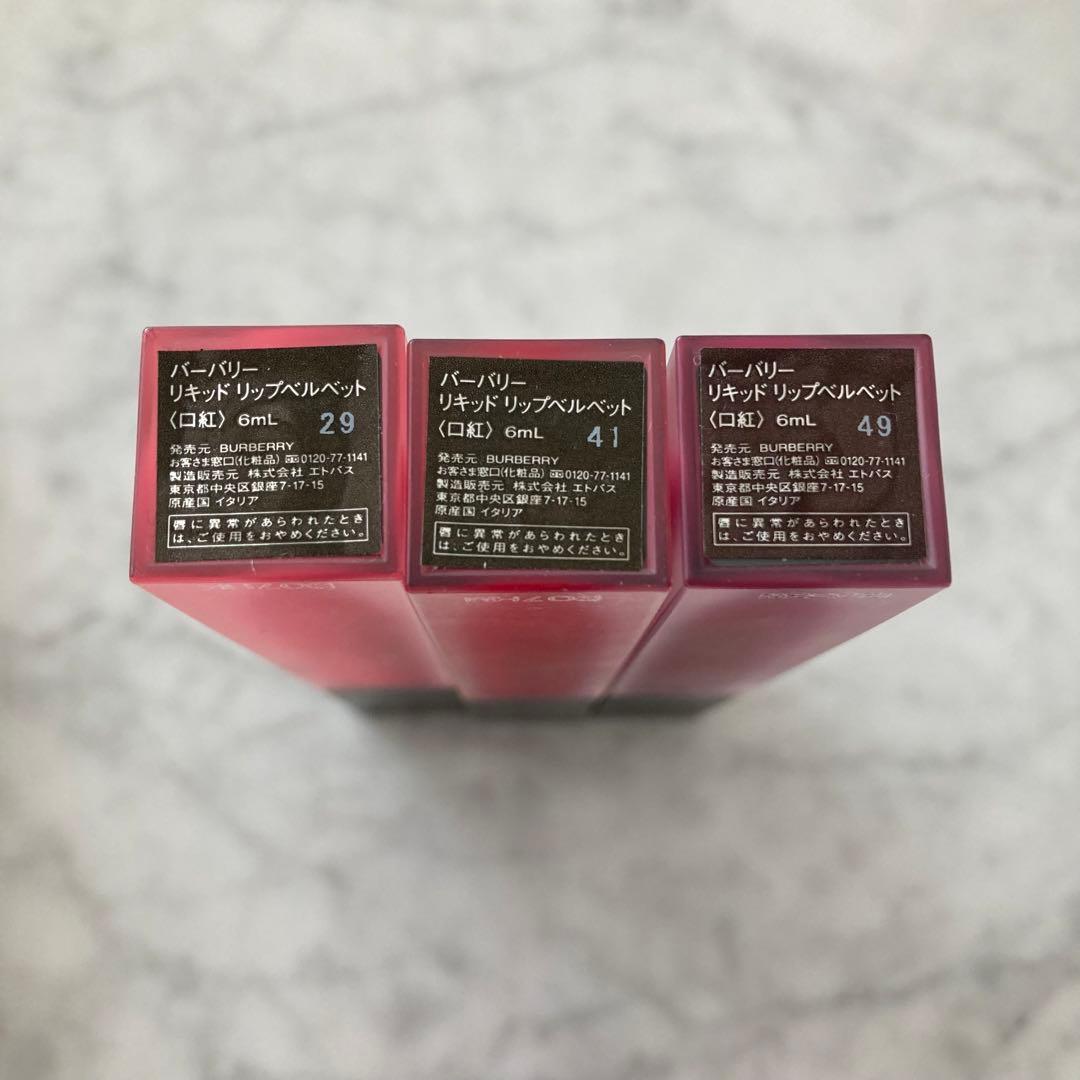 バーバリー
リキッド リップベルベット
〈口紅〉 6mL 29
発売元 BURBERRY
お客さま窓口(化粧品) 0120-77-1141
製造販売元 株式会社 エトバス
東京都中央区銀座7-17-15
原産国 イタリア
唇に異常があらわれたとき
は、ご使用をおやめください。
バーバリー
リキッド リップベルベット
〈口紅〉 6mL 41
発売元 BURBERRY
お客さま窓口(化粧品) 0120-77-1141
製造販売元 株式会社 エトバス
東京都中央区銀座7-17-15
原産国 イタリア
唇に異常があらわれたとき
は、ご使用をおやめください。
バーバリー
リキッド リップベルベット
〈口紅〉 6mL 49
発売元 BURBERRY
お客さま窓口(化粧品) 0120-77-1141
製造販売元 株式会社 エトバス
東京都中央区銀座7-17-15
原産国 イタリア
唇に異常があらわれたとき
は、ご使用をおやめください。